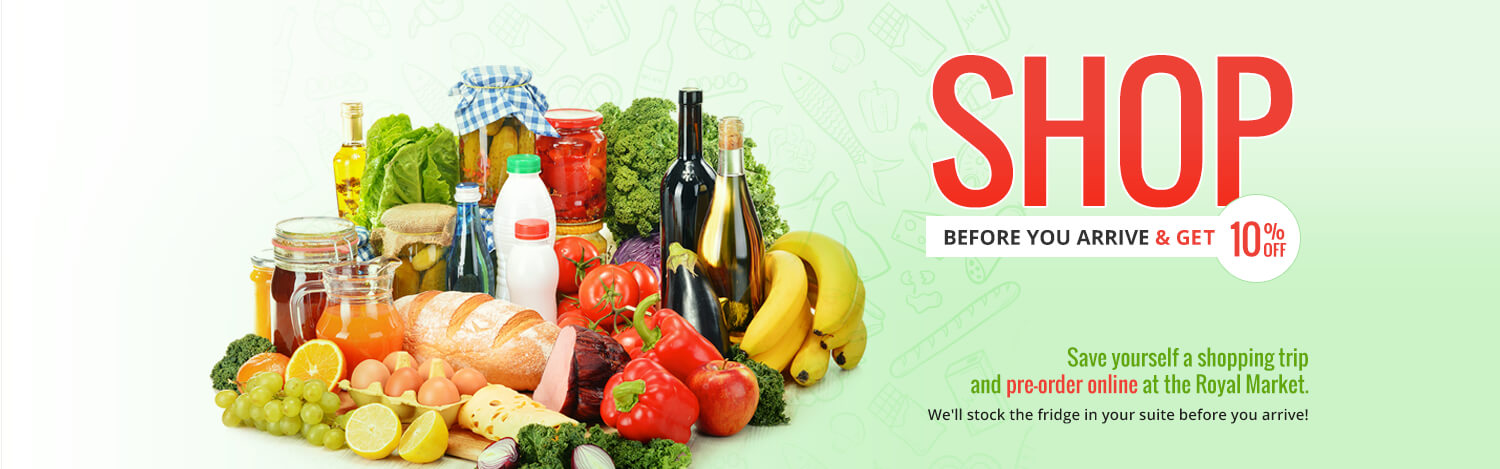 SHOP
BEFORE YOU ARRIVE & GET 10% OFF
Save yourself a shopping trip
and pre-order online at the Royal Market.
We'll stock the fridge in your suite before you arrive!